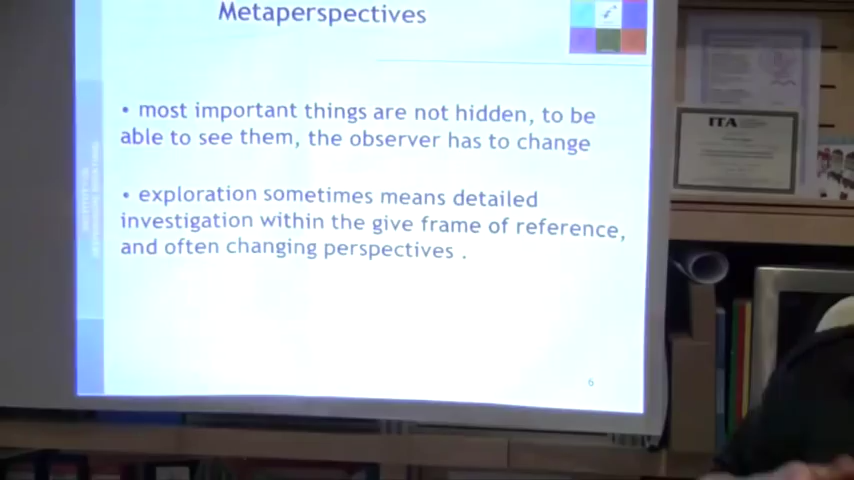 Metaperspectives
• most important things are not hidden, to be
able to see them, the observer has to change
• exploration sometimes means detailed
investigation within the give frame of reference,
and often changing perspectives .
6
ITA